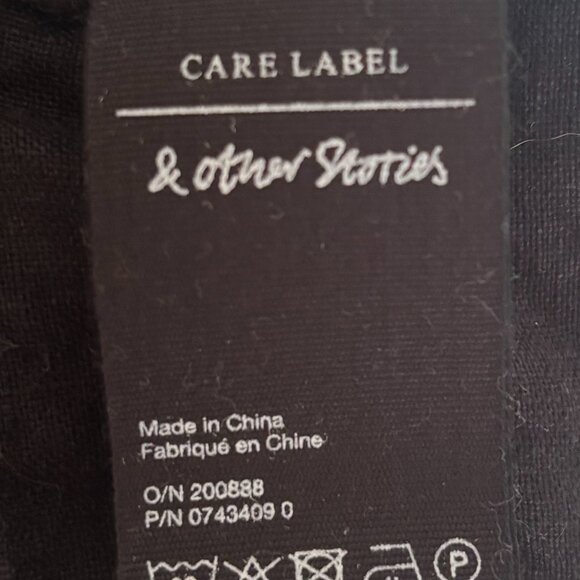 CARE LABEL
& other Stories
Made in China
Fabriqué en Chine
O/N 200888
P/N 0743409 0
P